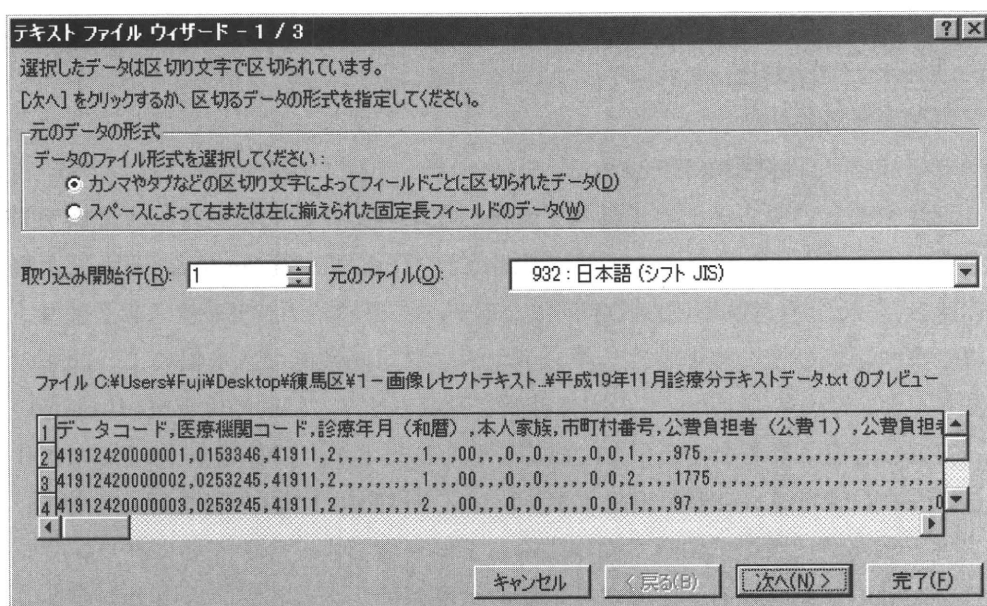 テキスト ファイル ウィザード - 1 / 3
選択したデータは区切り文字で区切られています。
[次へ] をクリックするか、区切るデータの形式を指定してください。
元のデータの形式
データのファイル形式を選択してください:
カンマやタブなどの区切り文字によってフィールドごとに区切られたデータ(D)
スペースによって右または左に揃えられた固定長フィールドのデータ(W)
取り込み開始行(R): 1 元のファイル(O): 932 : 日本語 (シフト JIS)
ファイル C:¥Users¥Fuji¥Desktop¥練馬区¥1-画像レセプトテキスト..¥平成19年11月診療分テキストデータ.txt のプレビュー
1 データコード,医療機関コード,診療年月(和暦),本人家族,市町村番号,公費負担者(公費1),公費負担者
2 41912420000001,0153346,41911,2,,,,,,,,,1,,,00,,,0,,0,,,,,0,0,1,,,,975,,,,,,,,,,,,,,,,,,,,,,,,,
3 41912420000002,0253245,41911,2,,,,,,,,,1,,,00,,,0,,0,,,,,0,0,2,,,,1775,,,,,,,,,,,,,,,,,,,,,,,,
4 41912420000003,0253245,41911,2,,,,,,,,,2,,,00,,,0,,0,,,,,0,0,1,,,,97,,,,,,,,,,,,,,,,,,,,,,,,,0
キャンセル < 戻る(B) 次へ(N) > 完了(F)